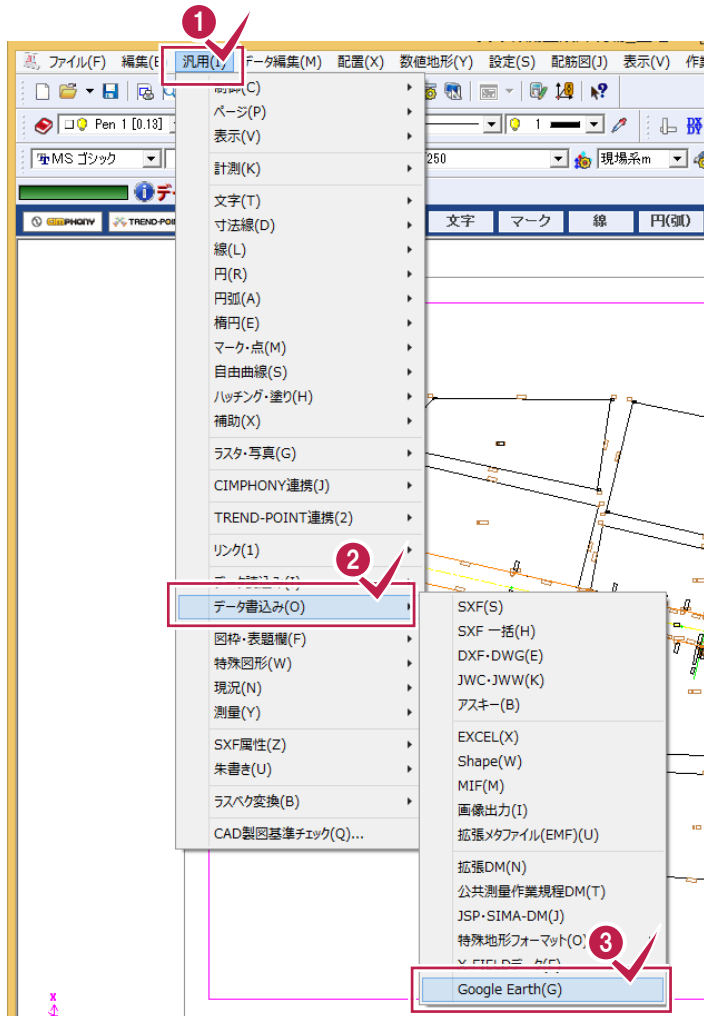 1
ファイル(F) 編集(E 汎用(I) データ編集(M) 配置(X) 数値地形(Y) 設定(S) 配筋図(J) 表示(V)
制御(C)
Pen 1 [0.13] 1
ページ(P)
表示(V)
MS ゴシック 250 現場系m
計測(K)
文字(T)
TREND-POI 文字 マーク 線 円(弧)
寸法線(D)
線(L)
円(R)
円弧(A)
楕円(E)
マーク・点(M)
自由曲線(S)
ハッチング・塗り(H)
補助(X)
ラスタ・写真(G)
CIMPHONY連携(J)
TREND-POINT連携(2)
リンク(1)
2
データ書込み(O)
図枠・表題欄(F)
特殊図形(W)
現況(N)
測量(Y)
SXF属性(Z)
朱書き(U)
ラスベク変換(B)
CAD製図基準チェック(Q)...
SXF(S)
SXF 一括(H)
DXF・DWG(E)
JWC・JWW(K)
アスキー(B)
EXCEL(X)
Shape(W)
MIF(M)
画像出力(I)
拡張メタファイル(EMF)(U)
拡張DM(N)
公共測量作業規程DM(T)
JSP・SIMA-DM(J)
特殊地形フォーマット(O)
3
Google Earth(G)
X